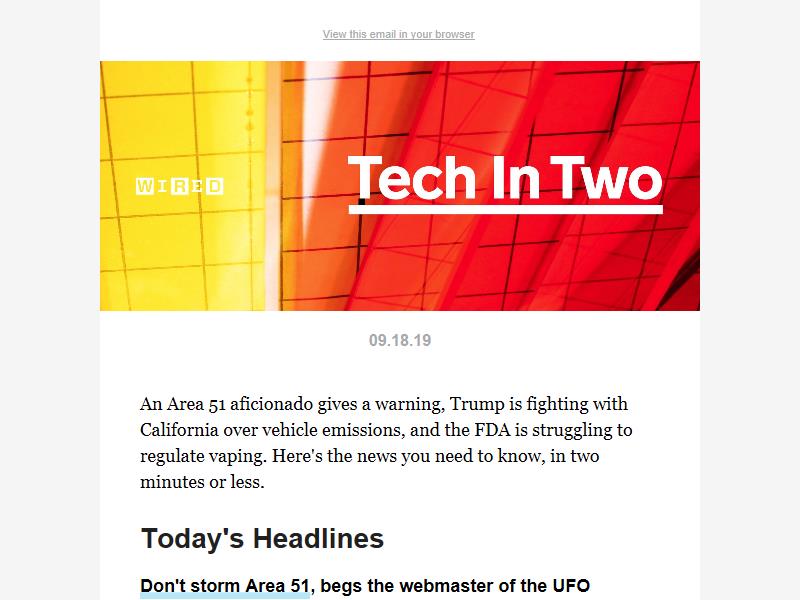 View this email in your browser
WIRED
Tech In Two
09.18.19
An Area 51 aficionado gives a warning, Trump is fighting with
California over vehicle emissions, and the FDA is struggling to
regulate vaping. Here's the news you need to know, in two
minutes or less.
Today's Headlines
Don't storm Area 51, begs the webmaster of the UFO